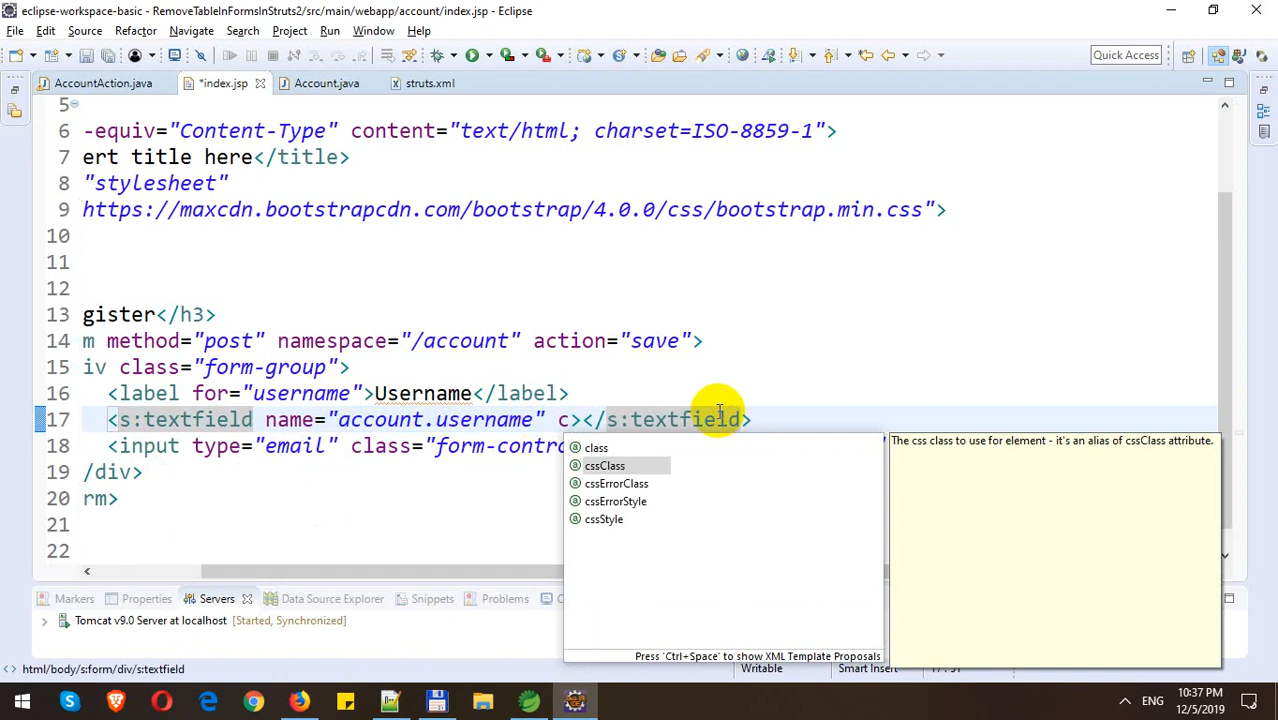 eclipse-workspace-basic - RemoveTableInFormsInStruts2/src/main/webapp/account/index.jsp - Eclipse
File Edit Source Refactor Navigate Search Project Run Window Help
Quick Access
AccountAction.java *index.jsp Account.java struts.xml
5
6 -equiv="Content-Type" content="text/html; charset=ISO-8859-1">
7 ert title here</title>
8 "stylesheet"
9 https://maxcdn.bootstrapcdn.com/bootstrap/4.0.0/css/bootstrap.min.css">
10
11
12
13 gister</h3>
14 m method="post" namespace="/account" action="save">
15 iv class="form-group">
16 <label for="username">Username</label>
17 <s:textfield name="account.username" c></s:textfield>
18 <input type="email" class="form-contro
19 /div>
20 rm>
21
22
class
cssClass
cssErrorClass
cssErrorStyle
cssStyle
Press 'Ctrl+Space' to show XML Template Proposals
The css class to use for element - it's an alias of cssClass attribute.
Markers Properties Servers Data Source Explorer Snippets Problems
Tomcat v9.0 Server at localhost [Started, Synchronized]
html/body/s:form/div/s:textfield
Writable Smart Insert
ENG
10:37 PM
12/5/2019